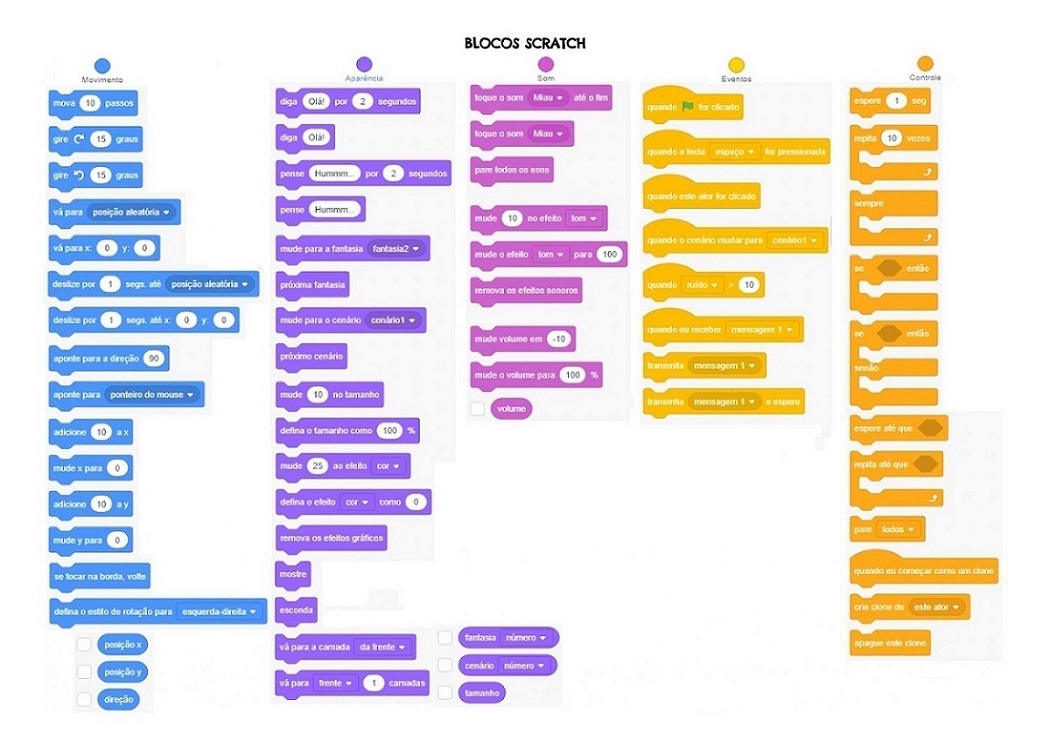 BLOCOS SCRATCH
Movimento
mova 10 passos
gire 15 graus
gire 15 graus
vá para posição aleatória
vá para x: 0 y: 0
deslize por 1 segs. até posição aleatória
deslize por 1 segs. até x: 0 y: 0
aponte para a direção 90
aponte para ponteiro do mouse
adicione 10 a x
mude x para 0
adicione 10 a y
mude y para 0
se tocar na borda, volte
defina o estilo de rotação para esquerda-direita
posição x
posição y
direção
Aparência
diga Olá! por 2 segundos
diga Olá!
pense Hummm... por 2 segundos
pense Hummm...
mude para a fantasia fantasia2
próxima fantasia
mude para o cenário cenário1
próximo cenário
mude 10 no tamanho
defina o tamanho como 100 %
mude 25 ao efeito cor
defina o efeito cor como 0
remova os efeitos gráficos
mostre
esconda
vá para a camada da frente
vá para frente 1 camadas
fantasia número
cenário número
tamanho
Som
toque o som Miau até o fim
toque o som Miau
pare todos os sons
mude 10 no efeito tom
mude o efeito tom para 100
remova os efeitos sonoros
mude volume em -10
mude o volume para 100 %
volume
Eventos
quando for clicado
quando a tecla espaço for pressionada
quando este ator for clicado
quando o cenário mudar para cenário1
quando ruído > 10
quando eu receber mensagem 1
transmita mensagem 1
transmita mensagem 1 e espere
Controle
espere 1 seg
repita 10 vezes
sempre
se então
se então
senão
espere até que
repita até que
pare todos
quando eu começar como um clone
crie clone de este ator
apague este clone